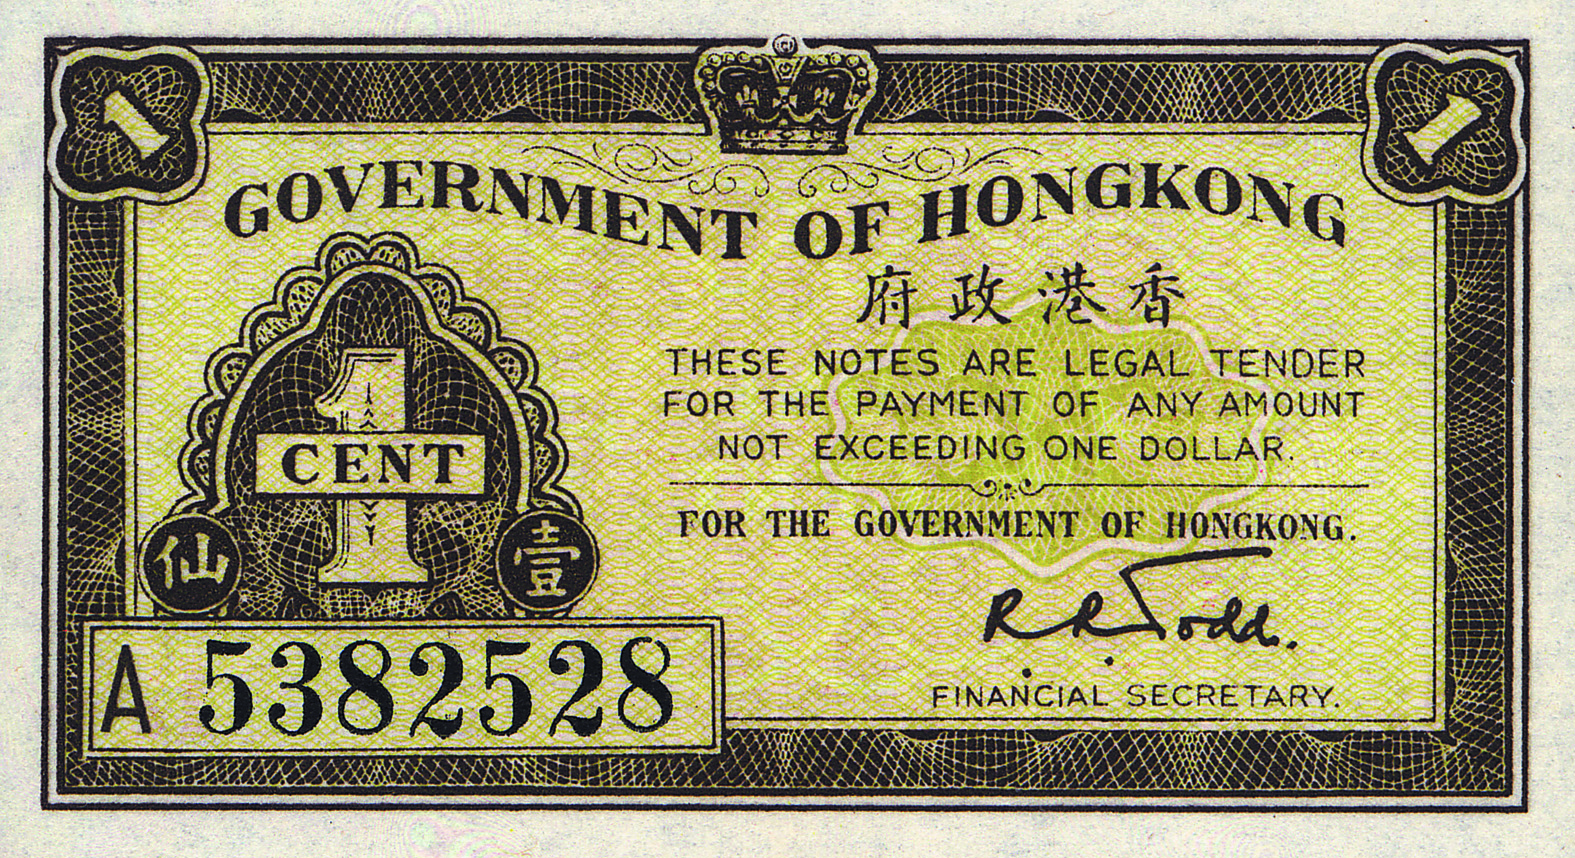 1
1
GOVERNMENT OF HONGKONG
府政港香
THESE NOTES ARE LEGAL TENDER
FOR THE PAYMENT OF ANY AMOUNT
NOT EXCEEDING ONE DOLLAR.
FOR THE GOVERNMENT OF HONGKONG.
1
CENT
仙 壹
R R Todd.
FINANCIAL SECRETARY.
A 5382528